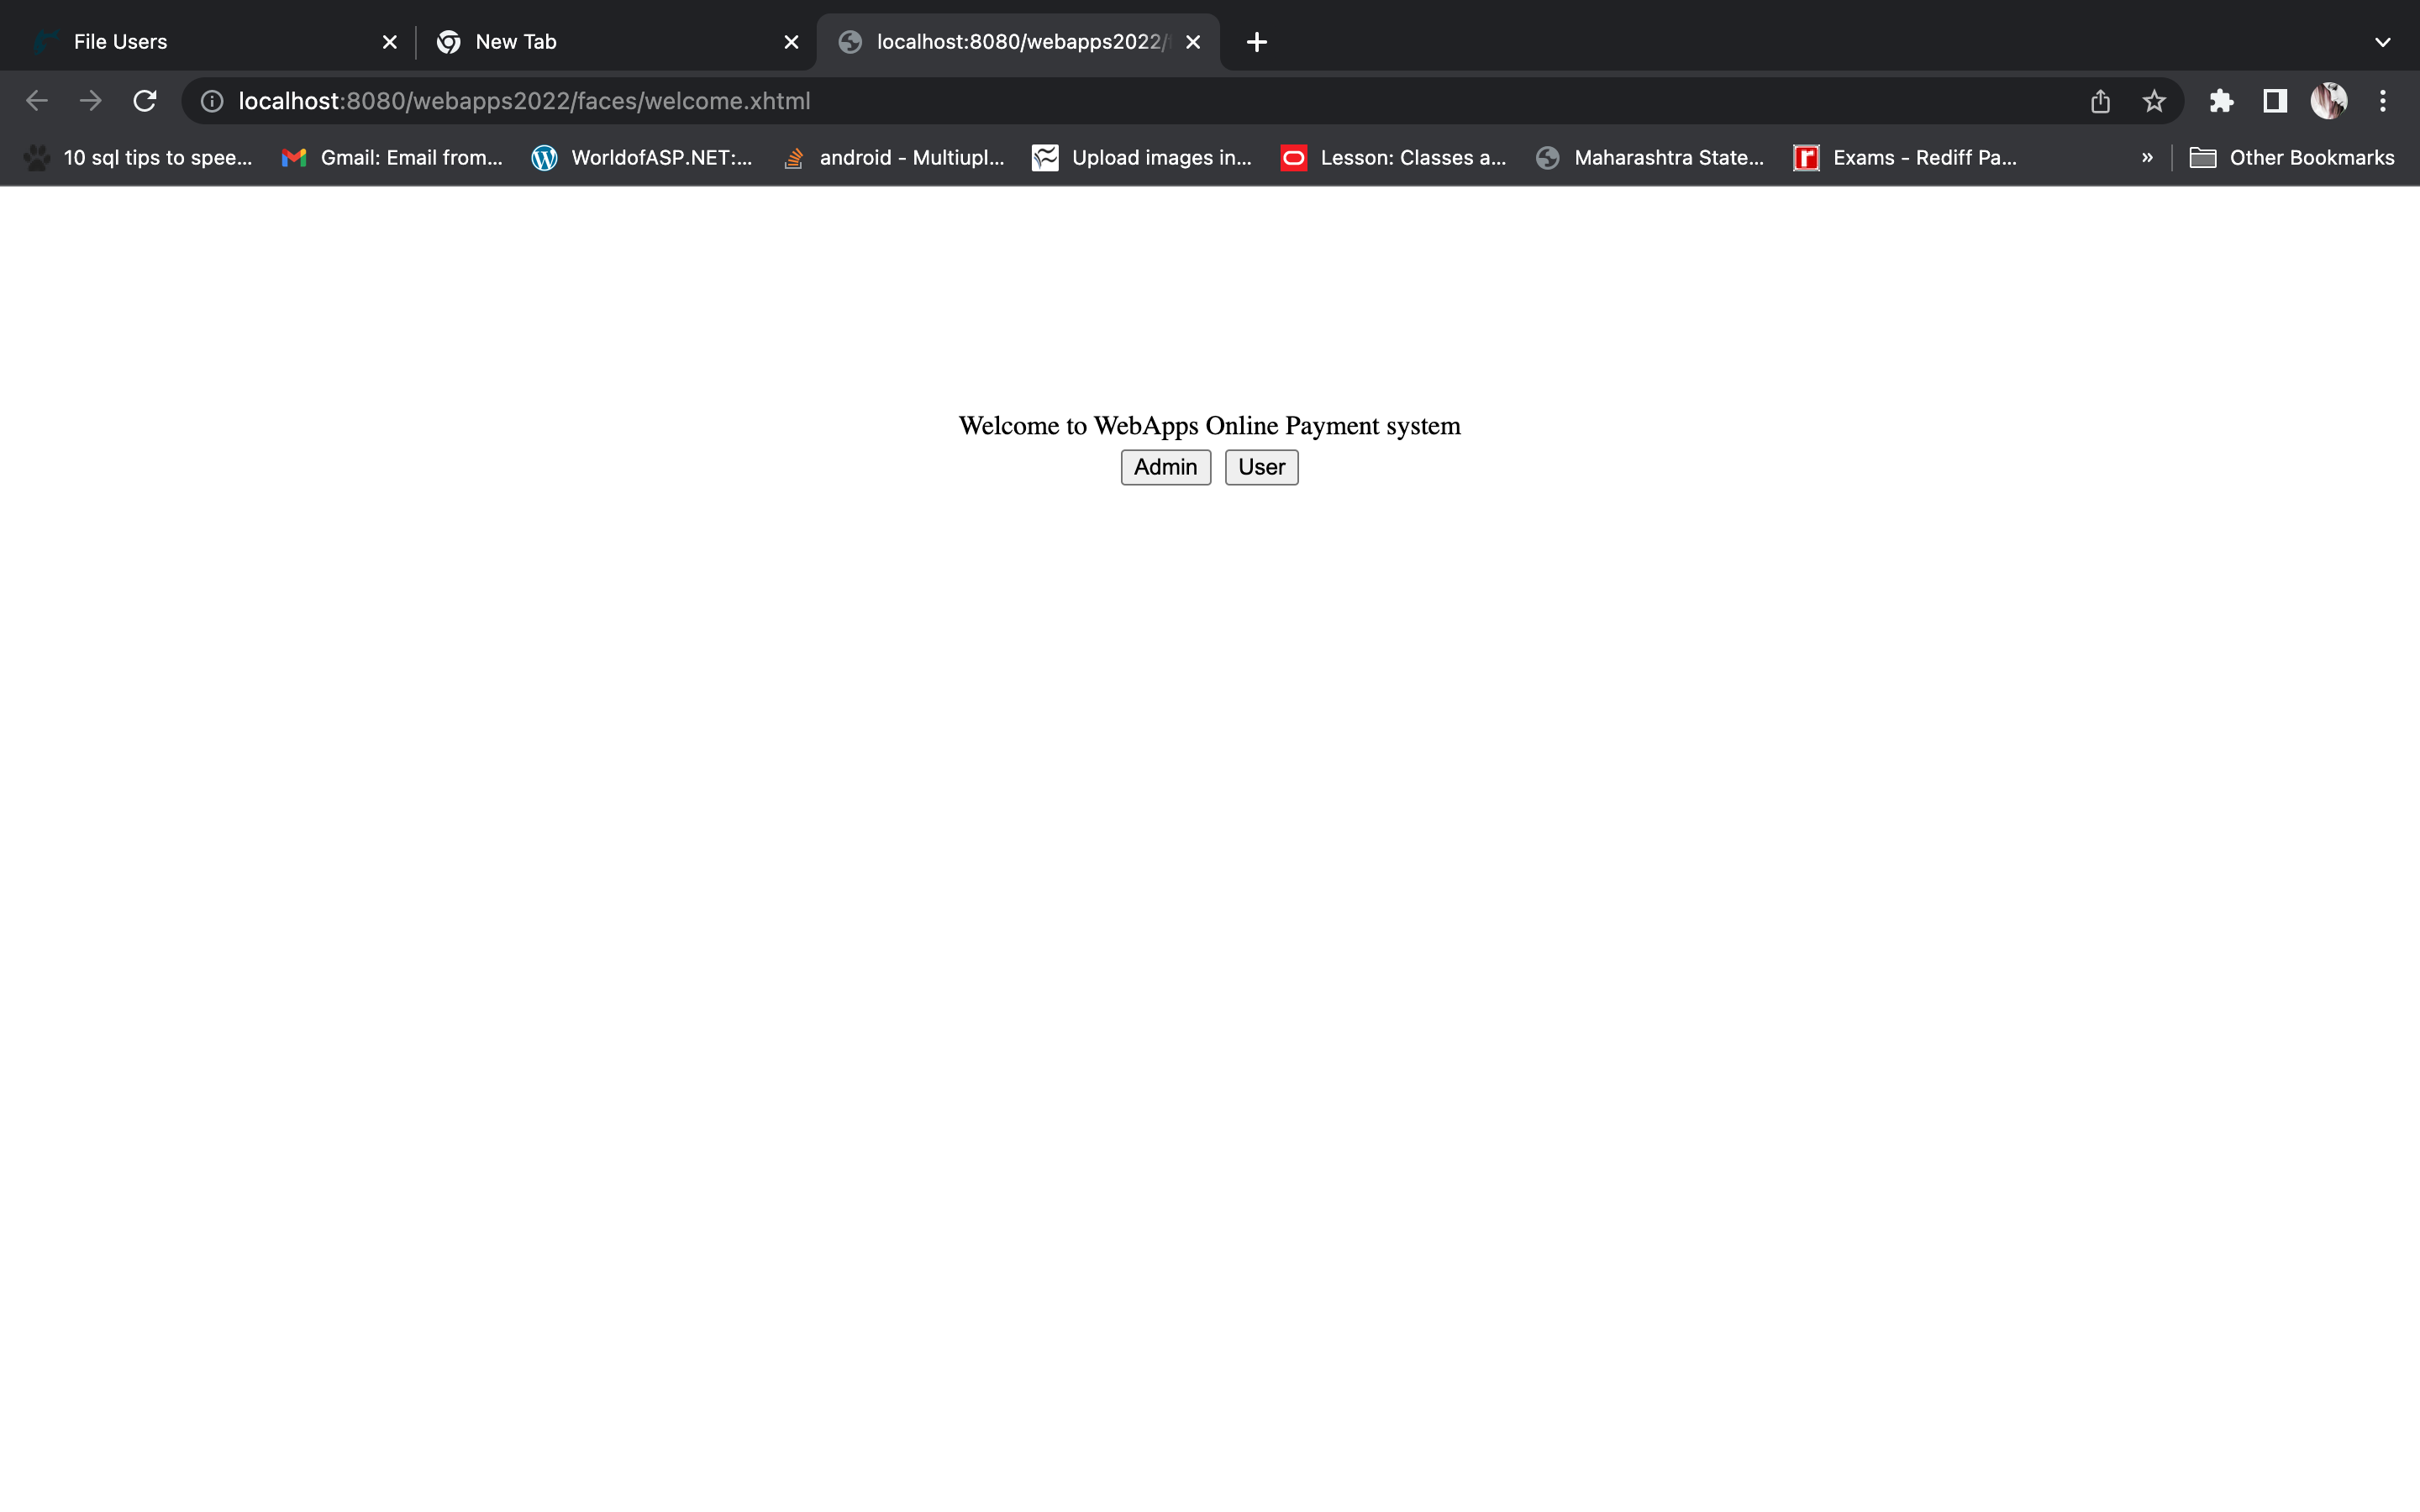 File Users
New Tab
localhost:8080/webapps2022/
localhost:8080/webapps2022/faces/welcome.xhtml
10 sql tips to spee...
Gmail: Email from...
WorldofASP.NET:...
android - Multiupl...
Upload images in...
Lesson: Classes a...
Maharashtra State...
Exams - Rediff Pa...
»
Other Bookmarks
Welcome to WebApps Online Payment system
Admin User